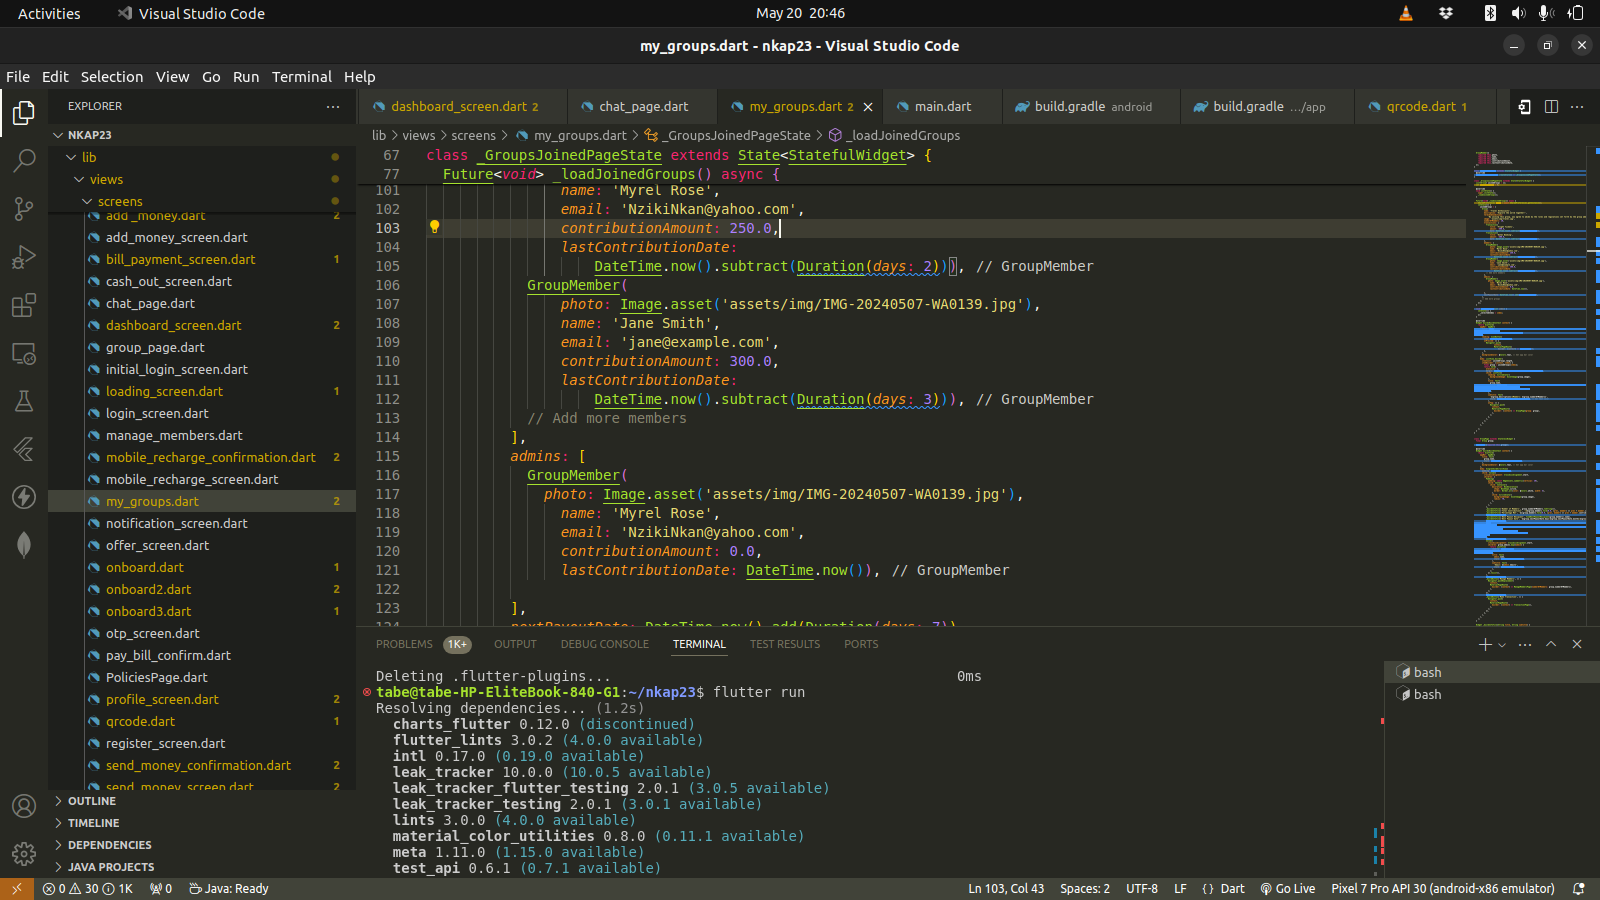 Activities
Visual Studio Code
May 20 20:46
my_groups.dart - nkap23 - Visual Studio Code
File Edit Selection View Go Run Terminal Help
EXPLORER
NKAP23
lib
views
screens
add_money.dart 2
add_money_screen.dart
bill_payment_screen.dart 1
cash_out_screen.dart
chat_page.dart
dashboard_screen.dart 2
group_page.dart
initial_login_screen.dart
loading_screen.dart 1
login_screen.dart
manage_members.dart
mobile_recharge_confirmation.dart 2
mobile_recharge_screen.dart
my_groups.dart 2
notification_screen.dart
offer_screen.dart
onboard.dart 1
onboard2.dart 2
onboard3.dart 1
otp_screen.dart
pay_bill_confirm.dart
PoliciesPage.dart
profile_screen.dart 2
qrcode.dart 1
register_screen.dart
send_money_confirmation.dart 2
send_money_screen.dart 2
OUTLINE
TIMELINE
DEPENDENCIES
JAVA PROJECTS
dashboard_screen.dart 2
chat_page.dart
my_groups.dart 2
main.dart
build.gradle android
build.gradle .../app
qrcode.dart 1
lib > views > screens > my_groups.dart > _GroupsJoinedPageState > _loadJoinedGroups
67 class _GroupsJoinedPageState extends State<StatefulWidget> {
77 Future<void> _loadJoinedGroups() async {
101 name: 'Myrel Rose',
102 email: 'NzikiNkan@yahoo.com',
103 contributionAmount: 250.0,
104 lastContributionDate:
105 DateTime.now().subtract(Duration(days: 2))), // GroupMember
106 GroupMember(
107 photo: Image.asset('assets/img/IMG-20240507-WA0139.jpg'),
108 name: 'Jane Smith',
109 email: 'jane@example.com',
110 contributionAmount: 300.0,
111 lastContributionDate:
112 DateTime.now().subtract(Duration(days: 3))), // GroupMember
113 // Add more members
114 ],
115 admins: [
116 GroupMember(
117 photo: Image.asset('assets/img/IMG-20240507-WA0139.jpg'),
118 name: 'Myrel Rose',
119 email: 'NzikiNkan@yahoo.com',
120 contributionAmount: 0.0,
121 lastContributionDate: DateTime.now()), // GroupMember
122
123 ],
124 nextPayoutDate: DateTime.now().add(Duration(days: 7))
PROBLEMS 1K+ OUTPUT DEBUG CONSOLE TERMINAL TEST RESULTS PORTS
Deleting .flutter-plugins... 0ms
tabe@tabe-HP-EliteBook-840-G1:~/nkap23$ flutter run
Resolving dependencies... (1.2s)
charts_flutter 0.12.0 (discontinued)
flutter_lints 3.0.2 (4.0.0 available)
intl 0.17.0 (0.19.0 available)
leak_tracker 10.0.0 (10.0.5 available)
leak_tracker_flutter_testing 2.0.1 (3.0.5 available)
leak_tracker_testing 2.0.1 (3.0.1 available)
lints 3.0.0 (4.0.0 available)
material_color_utilities 0.8.0 (0.11.1 available)
meta 1.11.0 (1.15.0 available)
test_api 0.6.1 (0.7.1 available)
bash
bash
0 30 1K 0 Java: Ready
Ln 103, Col 43 Spaces: 2 UTF-8 LF { } Dart Go Live Pixel 7 Pro API 30 (android-x86 emulator)